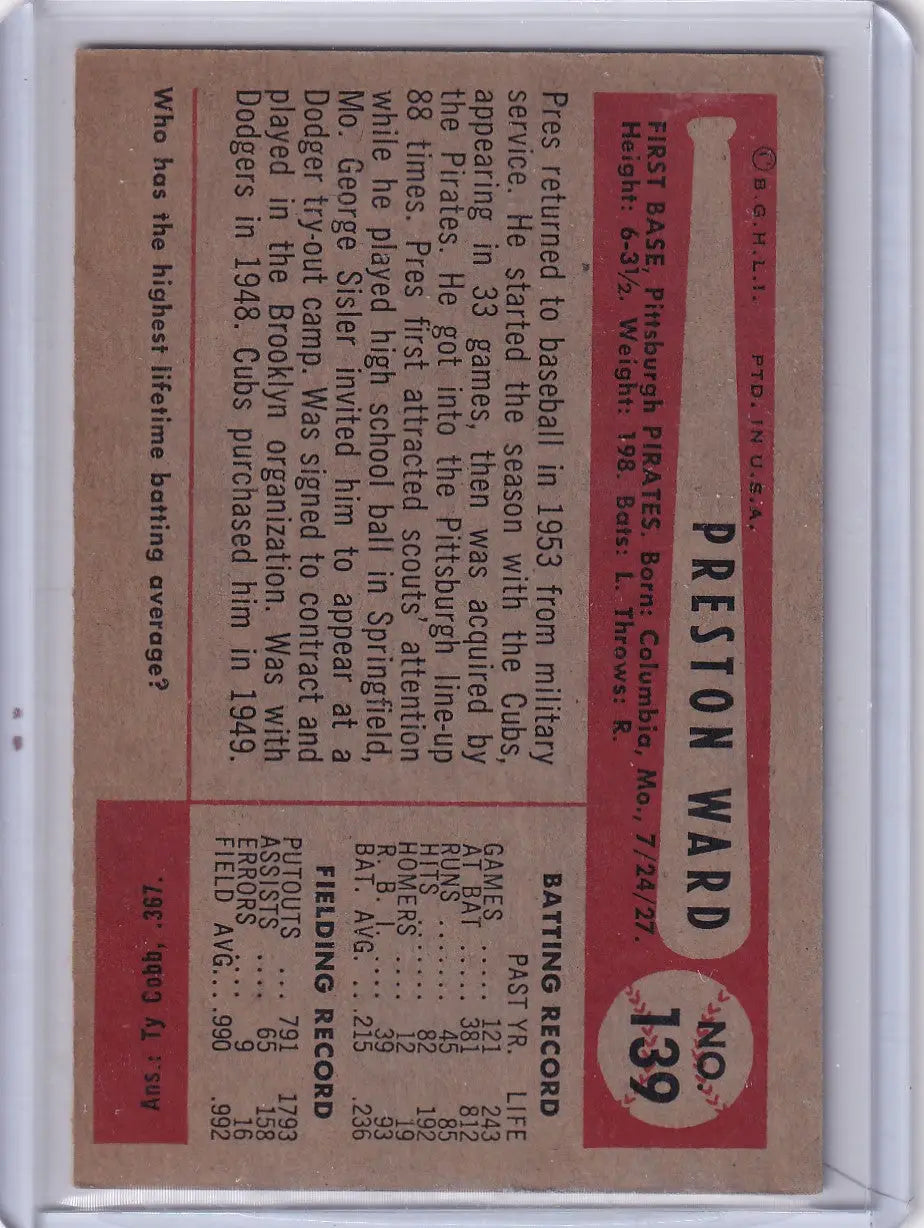 © B.G.H.L.I. PTD. IN U.S.A.
PRESTON WARD
NO.
139
FIRST BASE, Pittsburgh PIRATES. Born: Columbia, Mo., 7/24/27.
Height: 6-3½. Weight: 198. Bats: L. Throws: R.
Pres returned to baseball in 1953 from military
service. He started the season with the Cubs,
appearing in 33 games, then was acquired by
the Pirates. He got into the Pittsburgh line-up
88 times. Pres first attracted scouts' attention
while he played high school ball in Springfield,
Mo. George Sisler invited him to appear at a
Dodger try-out camp. Was signed to contract and
played in the Brooklyn organization. Was with
Dodgers in 1948. Cubs purchased him in 1949.
BATTING RECORD
PAST YR. LIFE
GAMES ..... 121 243
AT BAT ..... 381 812
RUNS ...... 45 85
HITS ...... 82 192
HOMERS .... 12 19
R. B. I. .... 39 93
BAT. AVG. .. .215 .236
FIELDING RECORD
PUTOUTS ... 791 1793
ASSISTS .... 65 158
ERRORS .... 9 16
FIELD AVG... .990 .992
Who has the highest lifetime batting average?
Ans.: Ty Cobb, .367.